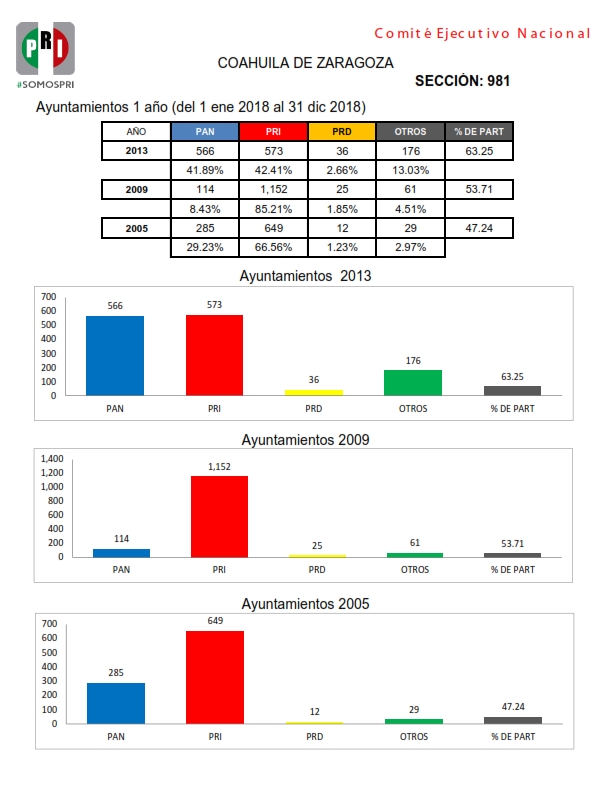 Comité Ejecutivo Nacional
PRI
#SOMOSPRI
COAHUILA DE ZARAGOZA
SECCIÓN: 981
Ayuntamientos 1 año (del 1 ene 2018 al 31 dic 2018)
AÑO PAN PRI PRD OTROS % DE PART
2013 566 573 36 176 63.25
41.89% 42.41% 2.66% 13.03%
2009 114 1,152 25 61 53.71
8.43% 85.21% 1.85% 4.51%
2005 285 649 12 29 47.24
29.23% 66.56% 1.23% 2.97%
Ayuntamientos 2013
700
600
500
400
300
200
100
0
566 573 36 176 63.25
PAN PRI PRD OTROS % DE PART
Ayuntamientos 2009
1,400
1,200
1,000
800
600
400
200
0
114 1,152 25 61 53.71
PAN PRI PRD OTROS % DE PART
Ayuntamientos 2005
700
600
500
400
300
200
100
0
285 649 12 29 47.24
PAN PRI PRD OTROS % DE PART